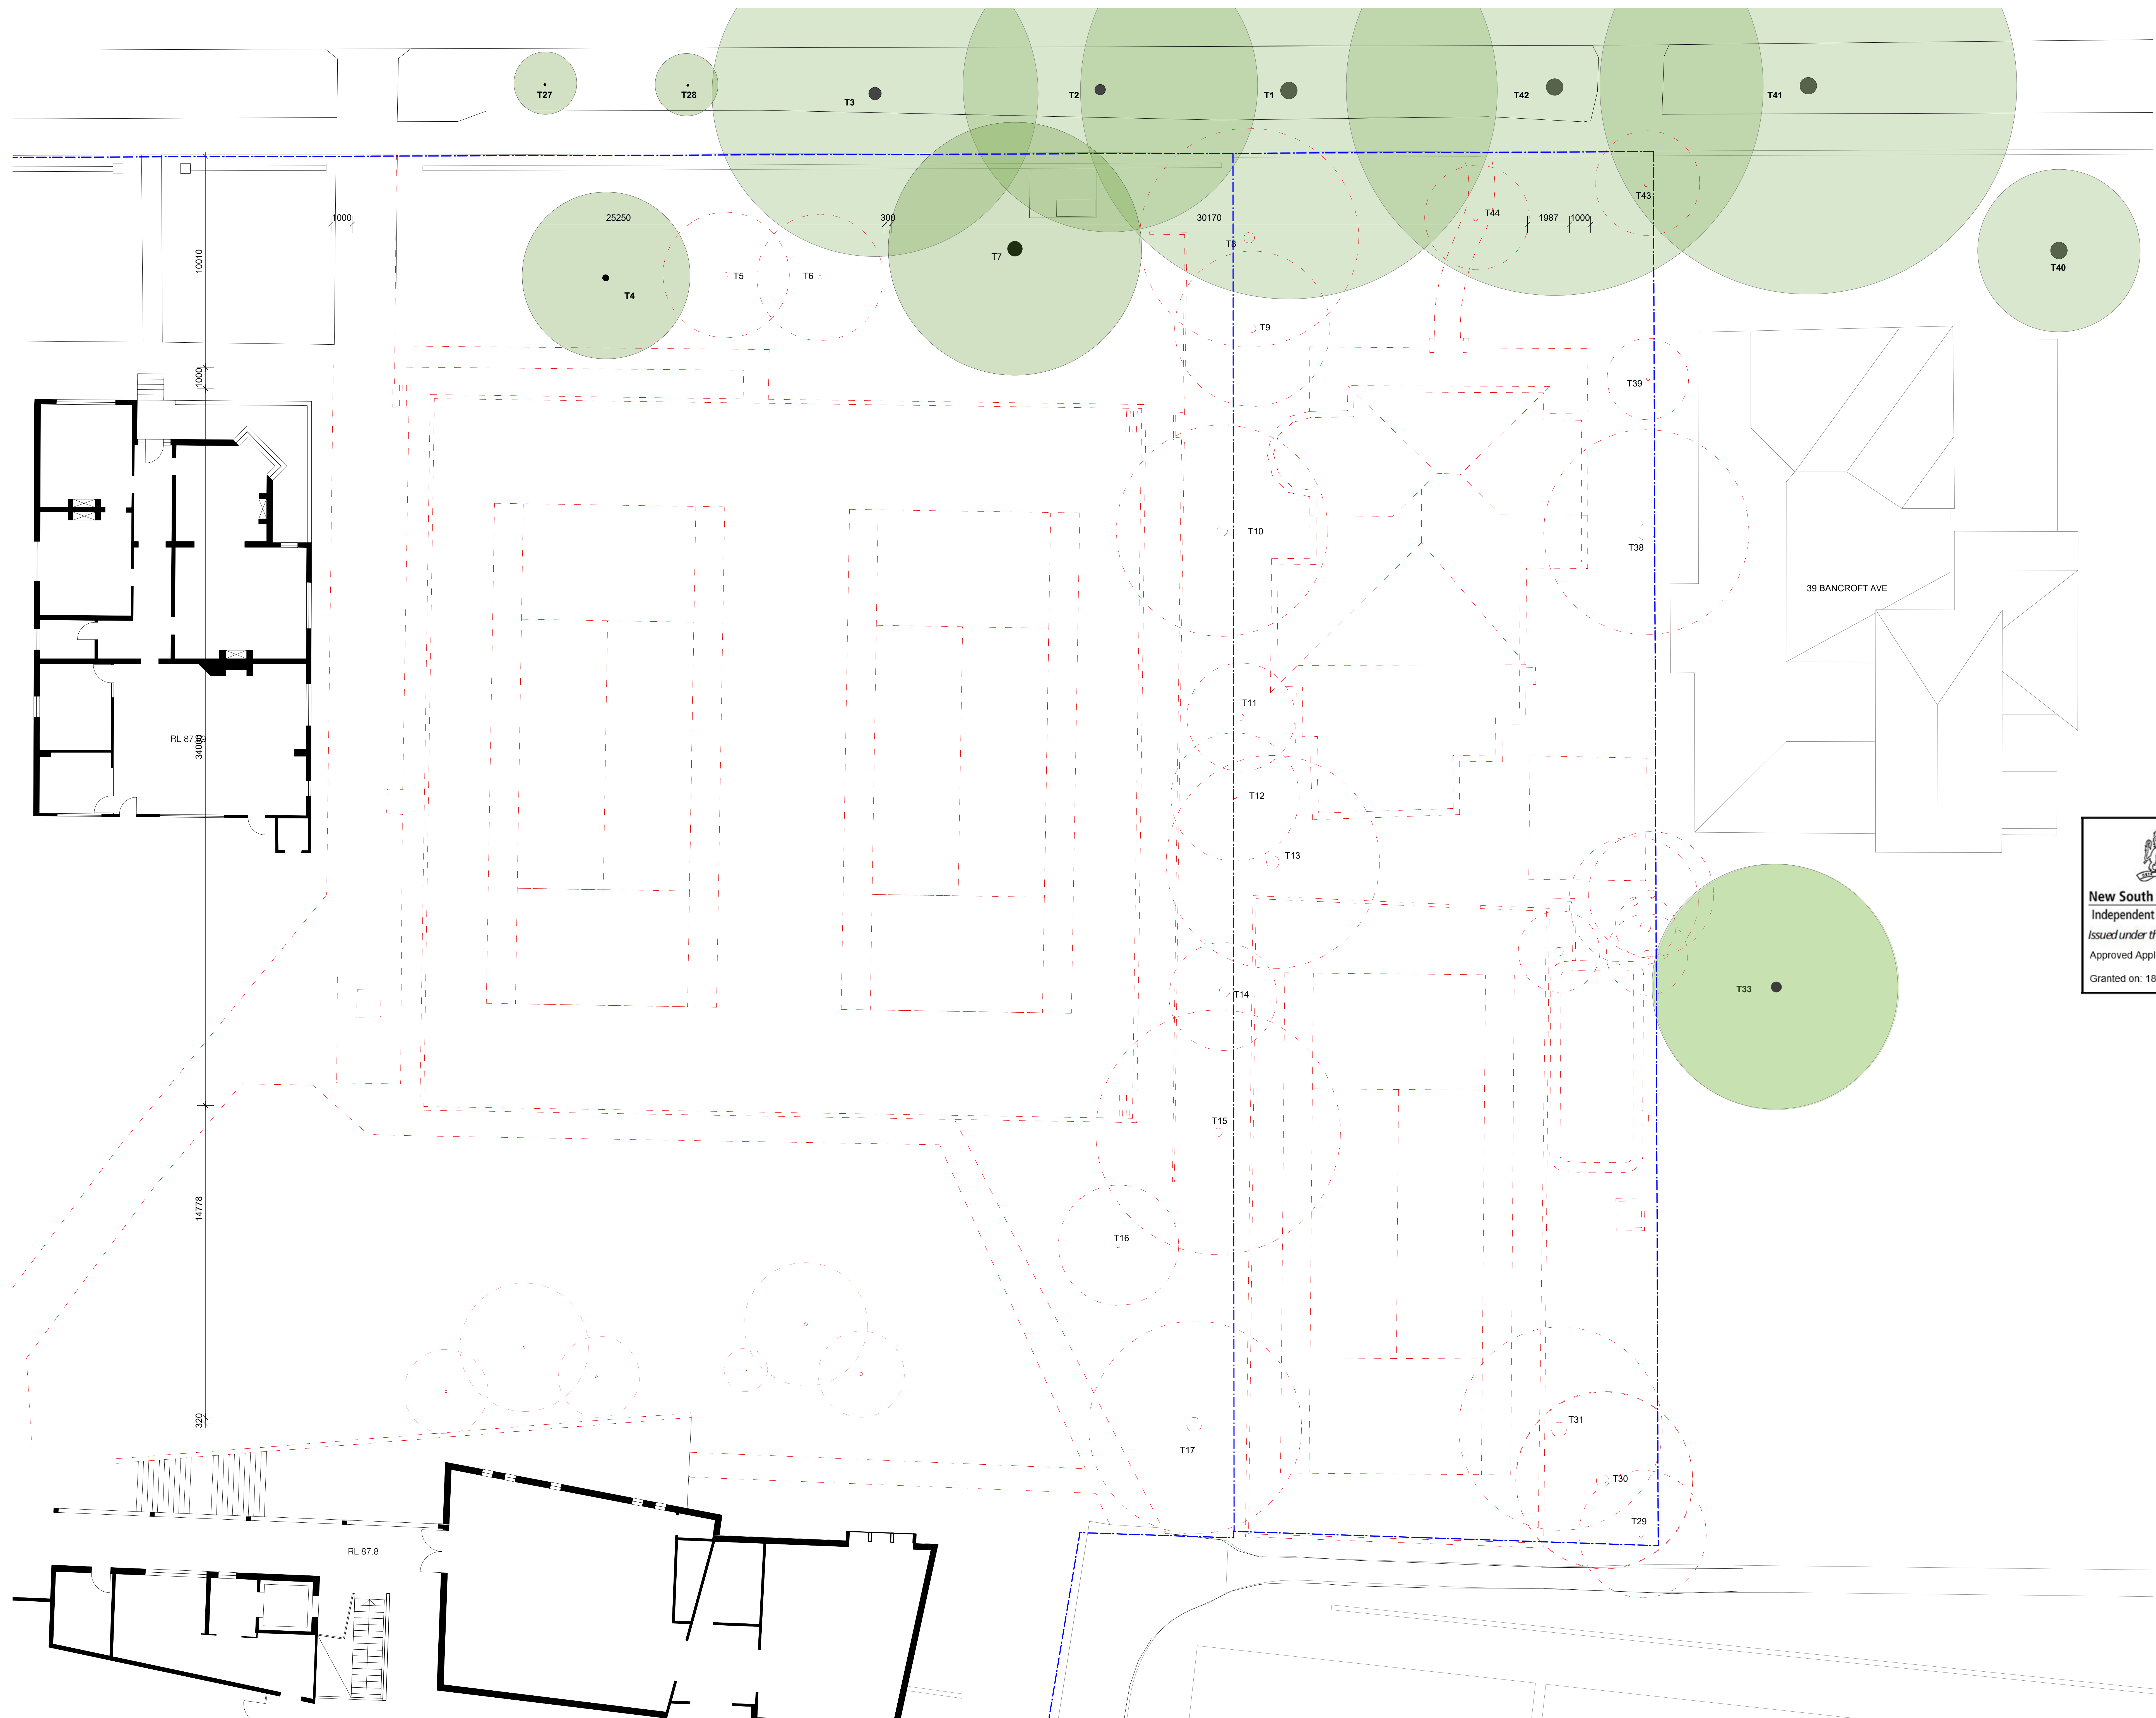 T27
T28
T3
T2
T1
T42
T41
1000
25250
300
30170
1987
1000
T43
T44
T8
T7
T5
T6
T4
T40
10010
1000
T9
T39
T10
T38
39 BANCROFT AVE
T11
34000
T12
T13
New South
Independent
Issued under th
Approved Appl
Granted on: 18
T33
T14
T15
14778
T16
320
T17
T31
T30
T29
RL 87.8